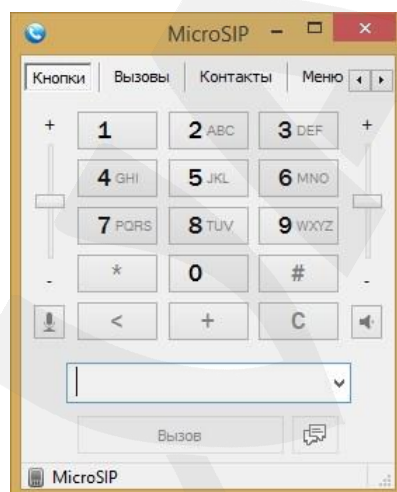 MicroSIP
Кнопки Вызовы Контакты Меню
+ 1 2 ABC 3 DEF +
4 GHI 5 JKL 6 MNO
7 PQRS 8 TUV 9 WXYZ
- * 0 # -
< + C
Вызов
MicroSIP